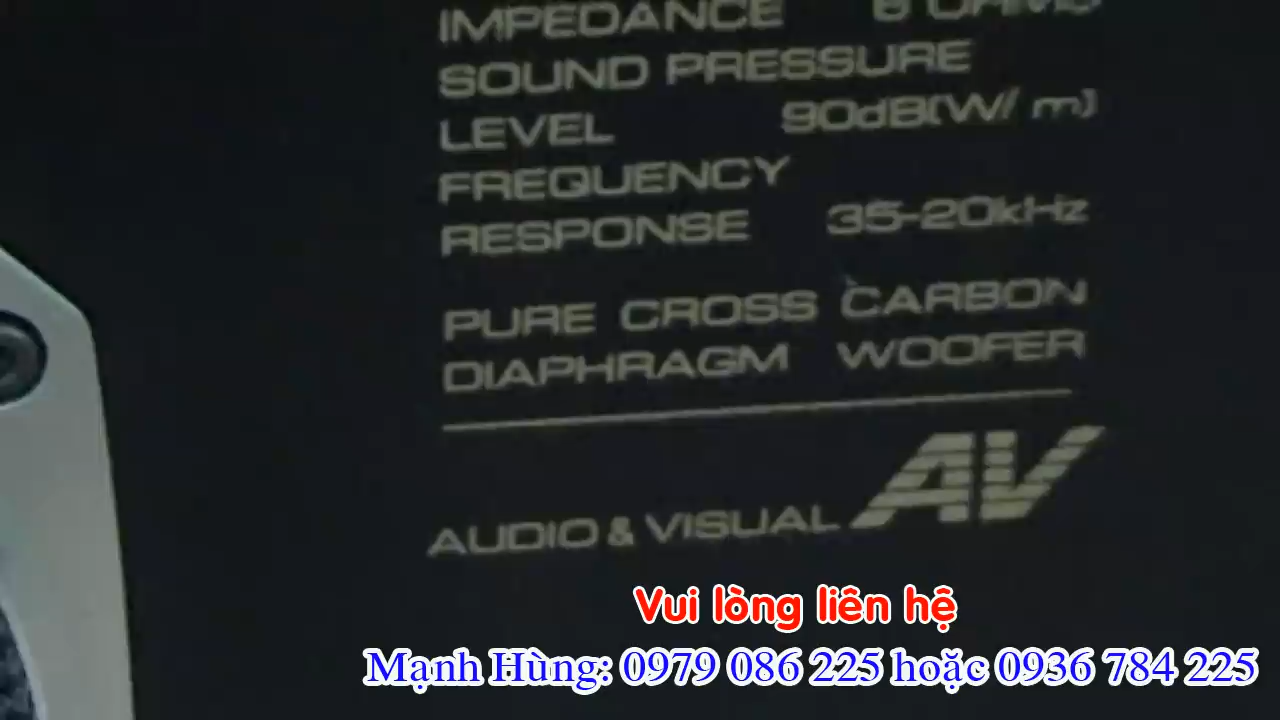 IMPEDANCE
SOUND PRESSURE
LEVEL 90dB(W/ m)
FREQUENCY
RESPONSE 35-20kHz
PURE CROSS CARBON
DIAPHRAGM WOOFER
AUDIO & VISUAL AV
Vui lòng liên hệ
Mạnh Hùng: 0979 086 225 hoặc 0936 784 225